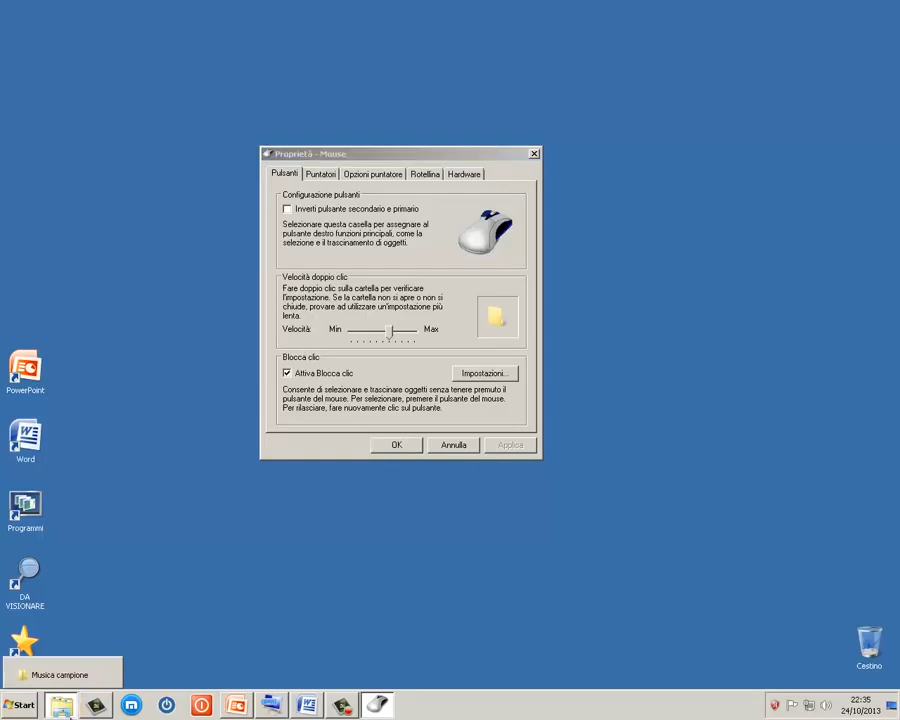 Proprietà - Mouse
Pulsanti Puntatori Opzioni puntatore Rotellina Hardware
Configurazione pulsanti
Inverti pulsante secondario e primario
Selezionare questa casella per assegnare al
pulsante destro funzioni principali, come la
selezione e il trascinamento di oggetti.
Velocità doppio clic
Fare doppio clic sulla cartella per verificare
l'impostazione. Se la cartella non si apre o non si
chiude, provare ad utilizzare un'impostazione più
lenta.
Velocità: Min Max
Blocca clic
Attiva Blocca clic Impostazioni...
Consente di selezionare e trascinare oggetti senza tenere premuto il
pulsante del mouse. Per selezionare, premere il pulsante del mouse.
Per rilasciare, fare nuovamente clic sul pulsante.
OK Annulla Applica
PowerPoint
Word
Programmi
DA
VISIONARE
Cestino
Musica campione
Start
22:35
24/10/2013